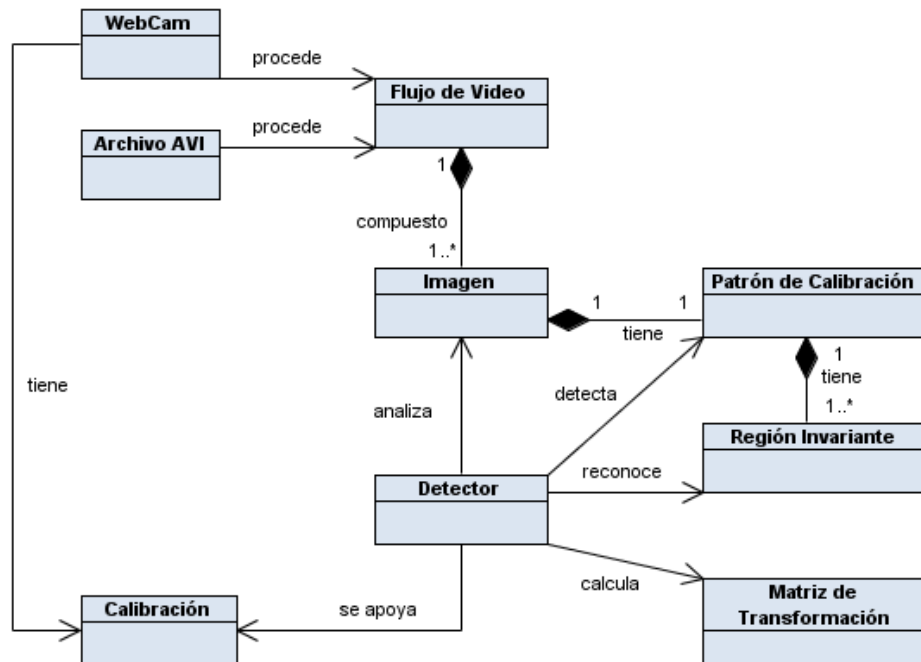 WebCam
procede
Flujo de Video
Archivo AVI
procede
1
compuesto
1..*
Imagen
1
1
tiene
Patrón de Calibración
1
tiene
1..*
tiene
analiza
detecta
Región Invariante
Detector
reconoce
calcula
Matriz de
Transformación
Calibración
se apoya